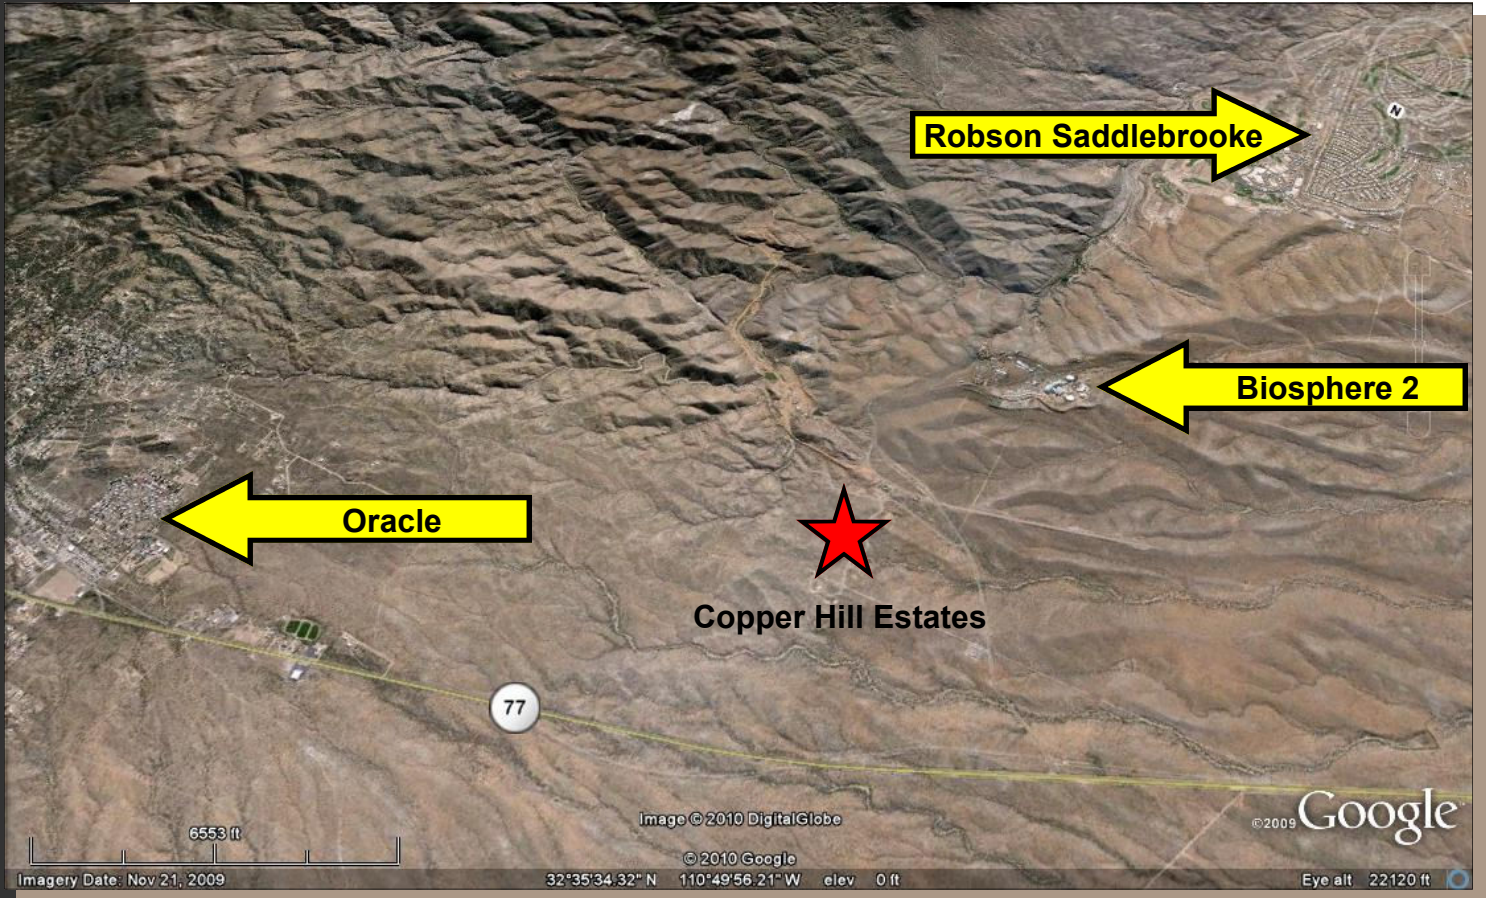 Robson Saddlebrooke
N
Biosphere 2
Oracle
Copper Hill Estates
77
6553 ft
Image © 2010 DigitalGlobe
© 2010 Google
©2009 Google
Imagery Date: Nov 21, 2009
32°35'34.32" N 110°49'56.21" W elev 0 ft
Eye alt 22120 ft